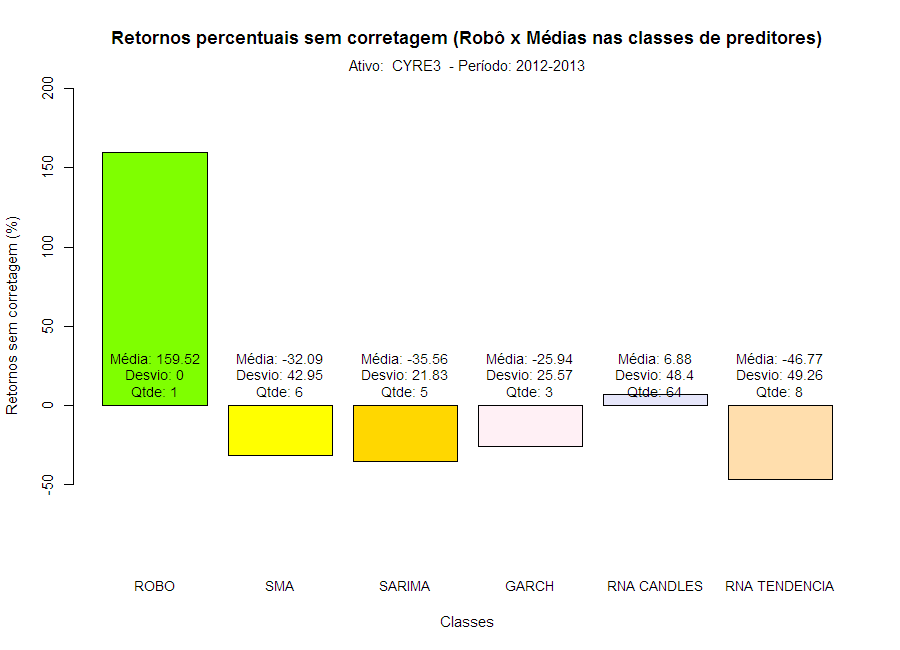 Retornos percentuais sem corretagem (Robô x Médias nas classes de preditores)
Ativo:  CYRE3  - Período: 2012-2013
Retornos sem corretagem (%)
200
150
100
50
0
-50
Média: 159.52
Desvio: 0
Qtde: 1
Média: -32.09
Desvio: 42.95
Qtde: 6
Média: -35.56
Desvio: 21.83
Qtde: 5
Média: -25.94
Desvio: 25.57
Qtde: 3
Média: 6.88
Desvio: 48.4
Qtde: 64
Média: -46.77
Desvio: 49.26
Qtde: 8
ROBO
SMA
SARIMA
GARCH
RNA CANDLES
RNA TENDENCIA
Classes